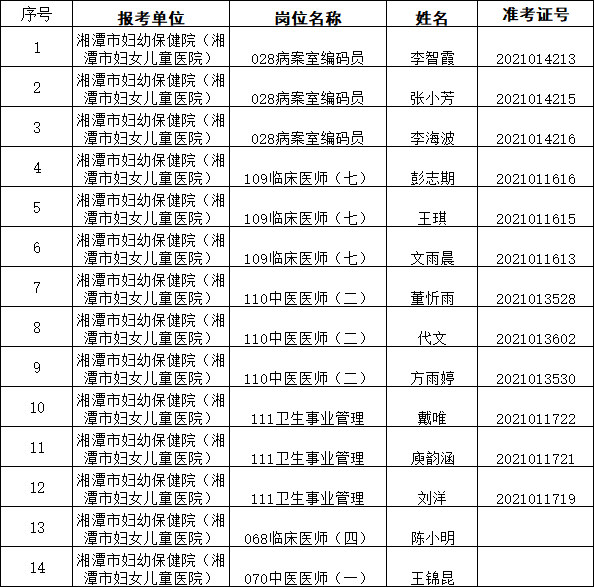 序号 报考单位 岗位名称 姓名 准考证号
1 湘潭市妇幼保健院（湘
潭市妇女儿童医院） 028病案室编码员 李智霞 2021014213
2 湘潭市妇幼保健院（湘
潭市妇女儿童医院） 028病案室编码员 张小芳 2021014215
3 湘潭市妇幼保健院（湘
潭市妇女儿童医院） 028病案室编码员 李海波 2021014216
4 湘潭市妇幼保健院（湘
潭市妇女儿童医院） 109临床医师（七） 彭志期 2021011616
5 湘潭市妇幼保健院（湘
潭市妇女儿童医院） 109临床医师（七） 王琪 2021011615
6 湘潭市妇幼保健院（湘
潭市妇女儿童医院） 109临床医师（七） 文雨晨 2021011613
7 湘潭市妇幼保健院（湘
潭市妇女儿童医院） 110中医医师（二） 董忻雨 2021013528
8 湘潭市妇幼保健院（湘
潭市妇女儿童医院） 110中医医师（二） 代文 2021013602
9 湘潭市妇幼保健院（湘
潭市妇女儿童医院） 110中医医师（二） 方雨婷 2021013530
10 湘潭市妇幼保健院（湘
潭市妇女儿童医院） 111卫生事业管理 戴唯 2021011722
11 湘潭市妇幼保健院（湘
潭市妇女儿童医院） 111卫生事业管理 庾韵涵 2021011721
12 湘潭市妇幼保健院（湘
潭市妇女儿童医院） 111卫生事业管理 刘洋 2021011719
13 湘潭市妇幼保健院（湘
潭市妇女儿童医院） 068临床医师（四） 陈小明
14 湘潭市妇幼保健院（湘
潭市妇女儿童医院） 070中医医师（一） 王锦昆